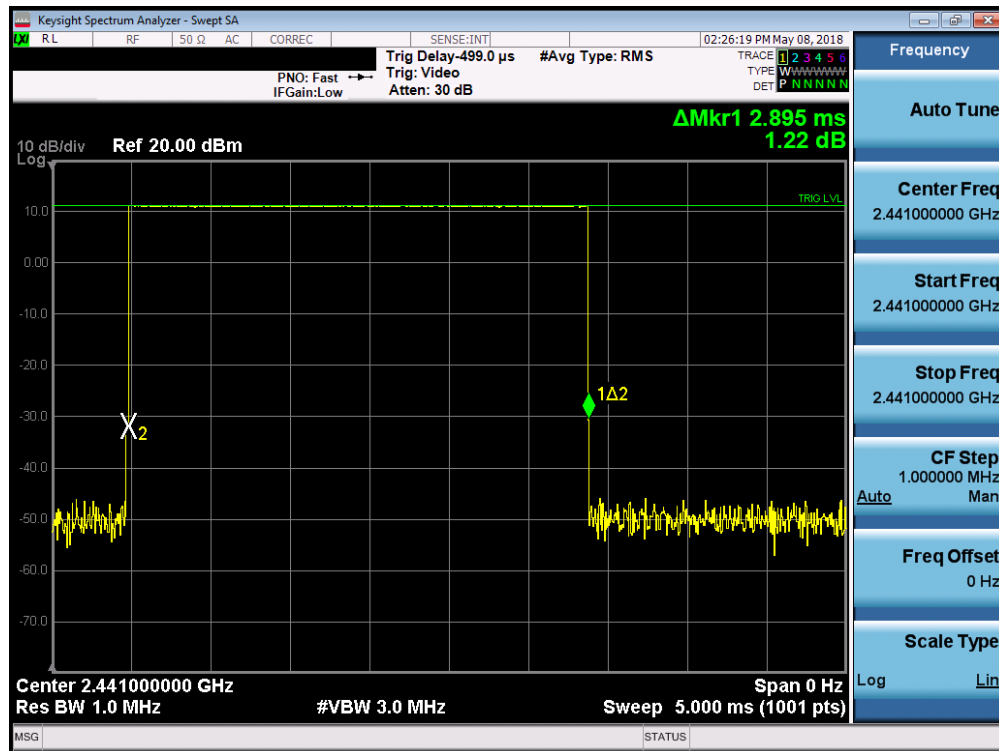 Keysight Spectrum Analyzer - Swept SA
LXI RL RF 50 Ω AC CORREC SENSE:INT 02:26:19 PM May 08, 2018
Trig Delay-499.0 µs #Avg Type: RMS TRACE 1 2 3 4 5 6
PNO: Fast Trig: Video TYPE WWWWWWW
IFGain:Low Atten: 30 dB DET P N N N N N
ΔMkr1 2.895 ms
1.22 dB
10 dB/div Ref 20.00 dBm
Log
TRIG LVL
10.0
0.00
-10.0
-20.0
1Δ2
-30.0
2
-40.0
-50.0
-60.0
-70.0
Center 2.441000000 GHz Span 0 Hz
Res BW 1.0 MHz #VBW 3.0 MHz Sweep 5.000 ms (1001 pts)
MSG STATUS
Frequency
Auto Tune
Center Freq
2.441000000 GHz
Start Freq
2.441000000 GHz
Stop Freq
2.441000000 GHz
CF Step
1.000000 MHz
Auto Man
Freq Offset
0 Hz
Scale Type
Log Lin